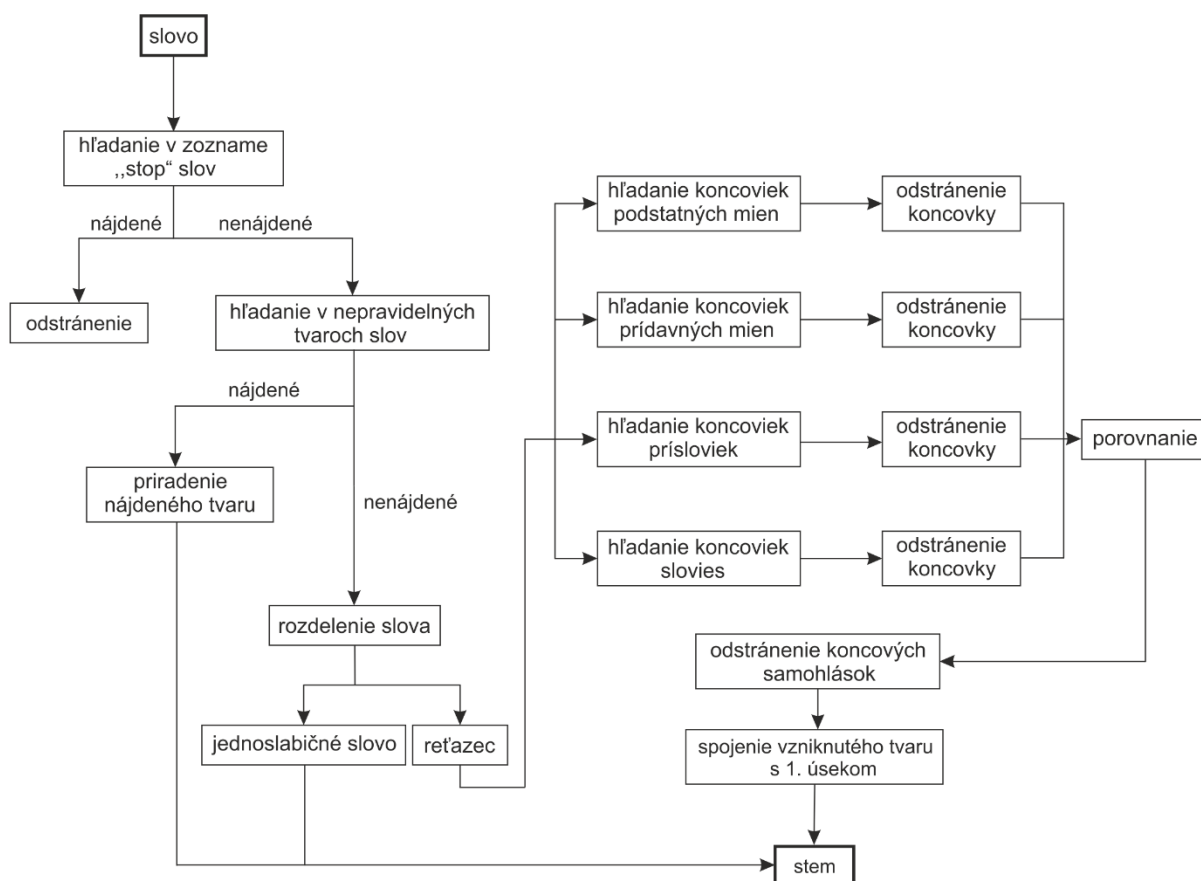 slovo
hľadanie v zozname
,,stop“ slov
nájdené
nenájdené
odstránenie
hľadanie v nepravidelných
tvaroch slov
nájdené
priradenie
nájdeného tvaru
nenájdené
rozdelenie slova
jednoslabičné slovo
reťazec
hľadanie koncoviek
podstatných mien
odstránenie
koncovky
hľadanie koncoviek
prídavných mien
odstránenie
koncovky
hľadanie koncoviek
prísloviek
odstránenie
koncovky
hľadanie koncoviek
slovies
odstránenie
koncovky
porovnanie
odstránenie koncových
samohlások
spojenie vzniknutého tvaru
s 1. úsekom
stem